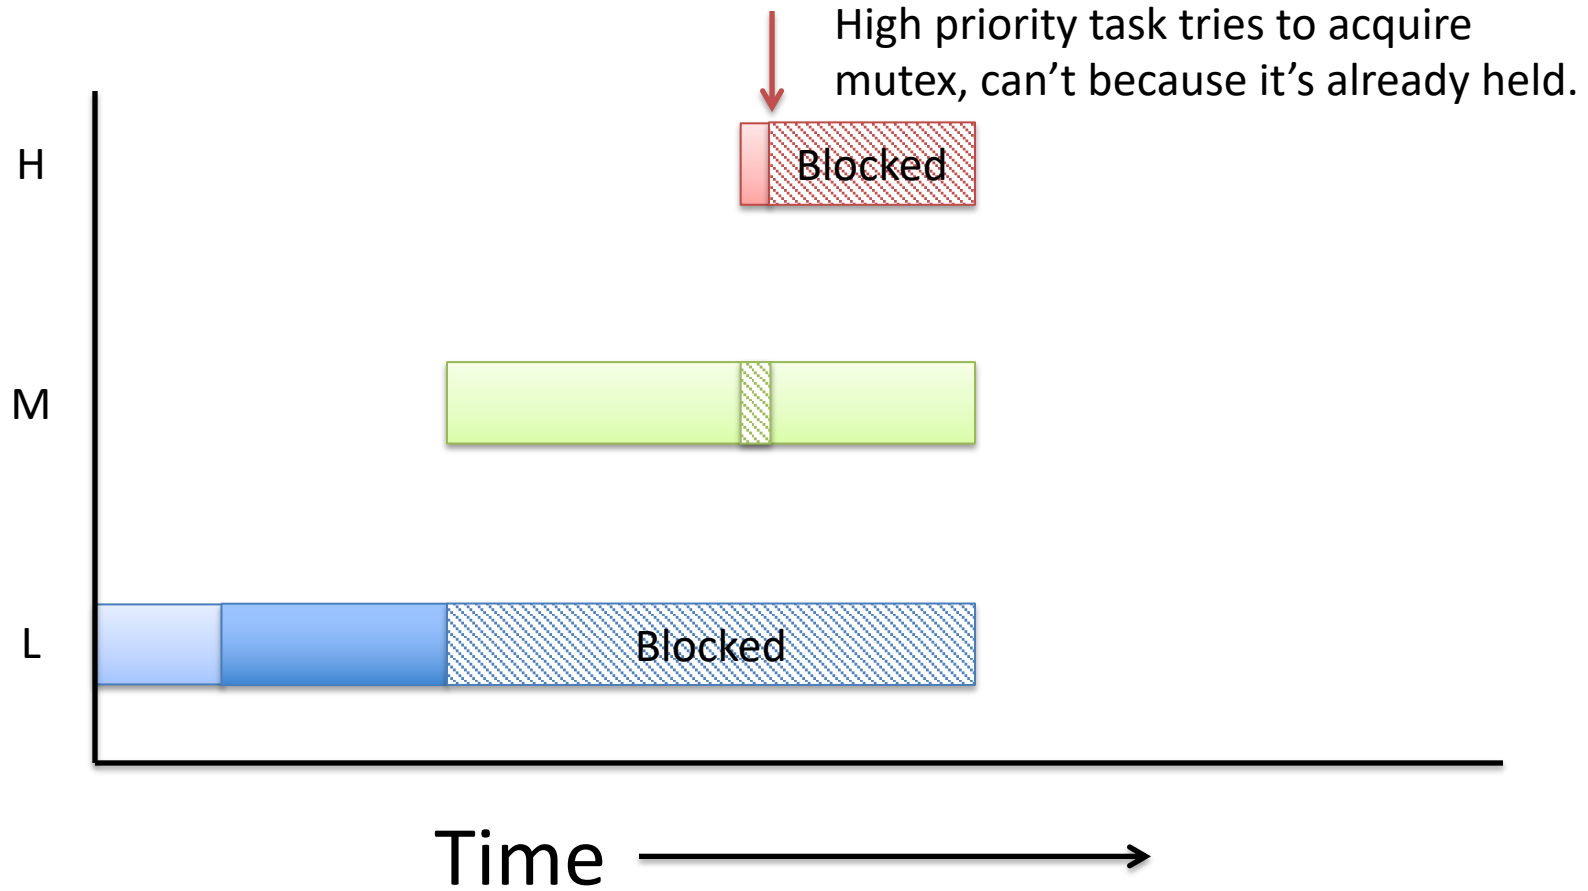 High priority task tries to acquire
mutex, can’t because it’s already held.
H
Blocked
M
L
Blocked
Time